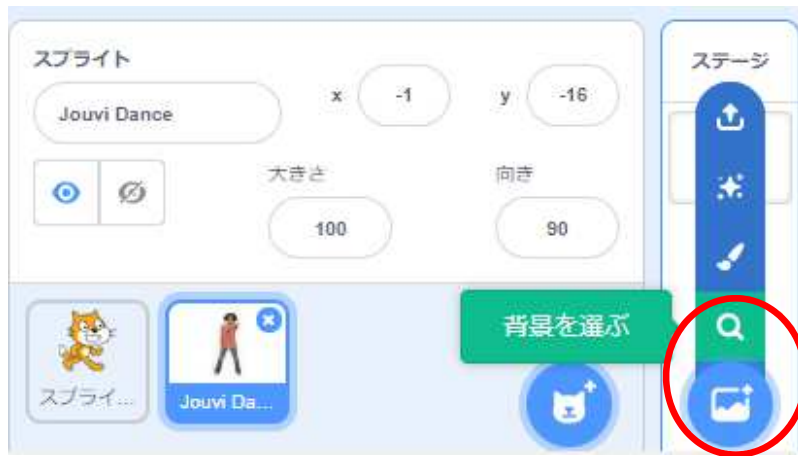 スプライト
Jouvi Dance
x -1
y -16
大きさ
100
向き
90
ステージ
背景を選ぶ
スプライ...
Jouvi Da...